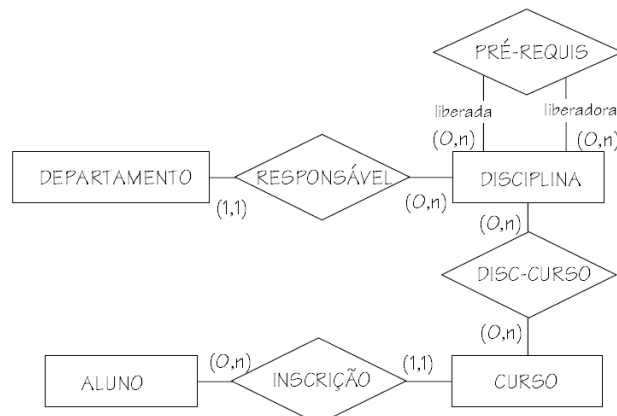 PRÉ-REQUIS
liberada
liberadora
(0,n)
(0,n)
DEPARTAMENTO
RESPONSÁVEL
DISCIPLINA
(1,1)
(0,n)
(0,n)
DISC-CURSO
(0,n)
(0,n)
(1,1)
ALUNO
INSCRIÇÃO
CURSO